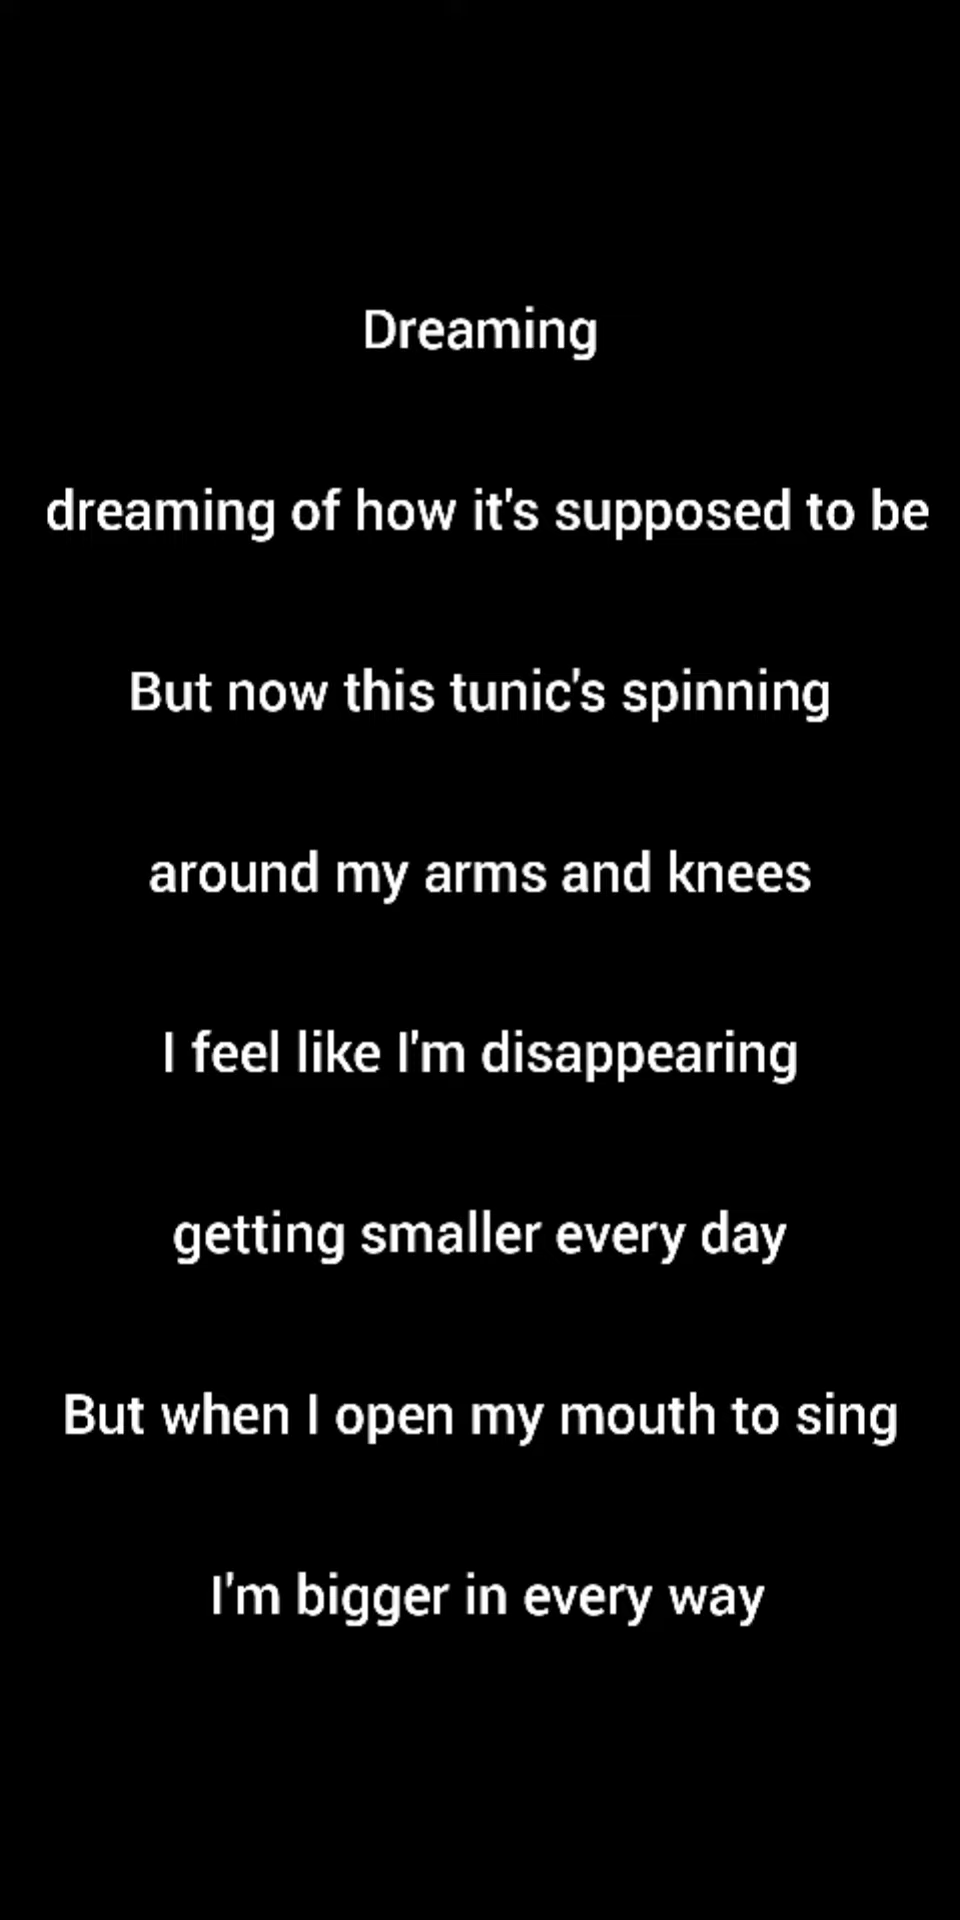 Dreaming
dreaming of how it's supposed to be
But now this tunic's spinning
around my arms and knees
I feel like I'm disappearing
getting smaller every day
But when I open my mouth to sing
I'm bigger in every way